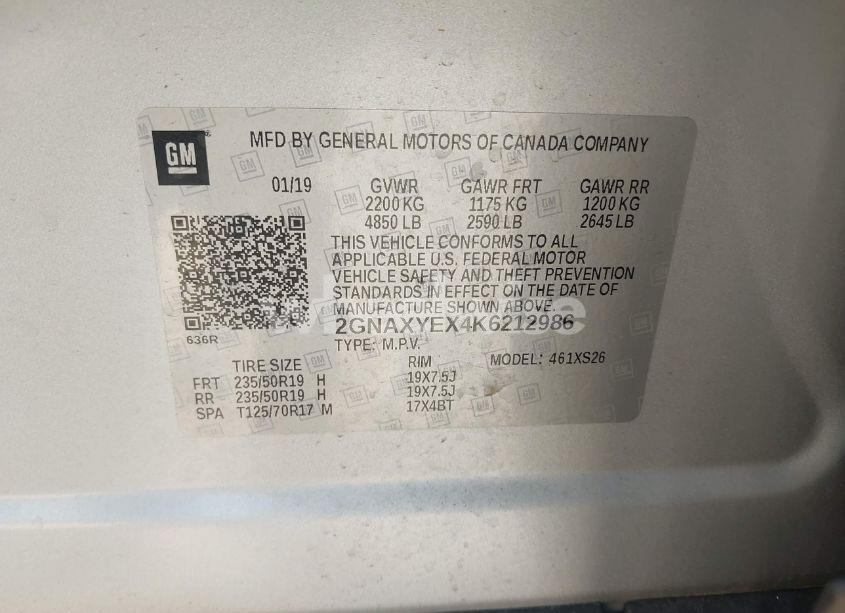 GM
MFD BY GENERAL MOTORS OF CANADA COMPANY
01/19 GVWR GAWR FRT GAWR RR
2200 KG 1175 KG 1200 KG
4850 LB 2590 LB 2645 LB
THIS VEHICLE CONFORMS TO ALL
APPLICABLE U.S. FEDERAL MOTOR
VEHICLE SAFETY AND THEFT PREVENTION
STANDARDS IN EFFECT ON THE DATE OF
MANUFACTURE SHOWN ABOVE.
2GNAXYEX4K6212986
636R
TYPE: M.P.V.
TIRE SIZE RIM MODEL: 461XS26
FRT 235/50R19 H 19X7.5J
RR 235/50R19 H 19X7.5J
SPA T125/70R17 M 17X4BT